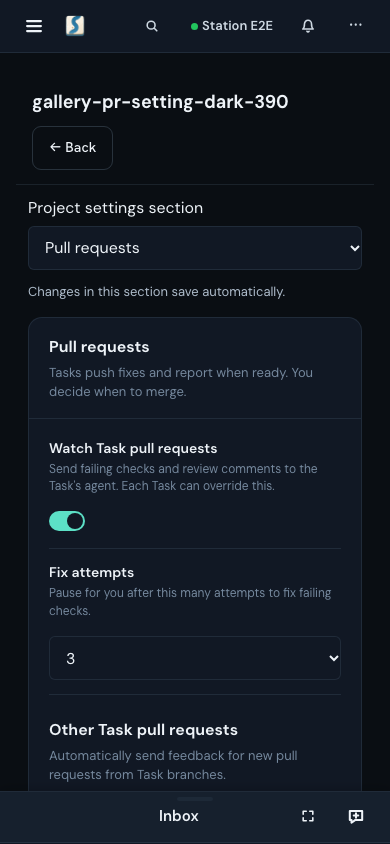 Station E2E
gallery-pr-setting-dark-390
← Back
Project settings section
Pull requests
Changes in this section save automatically.
Pull requests
Tasks push fixes and report when ready. You
decide when to merge.
Watch Task pull requests
Send failing checks and review comments to the
Task's agent. Each Task can override this.
Fix attempts
Pause for you after this many attempts to fix failing
checks.
3
Other Task pull requests
Automatically send feedback for new pull
requests from Task branches.
Inbox